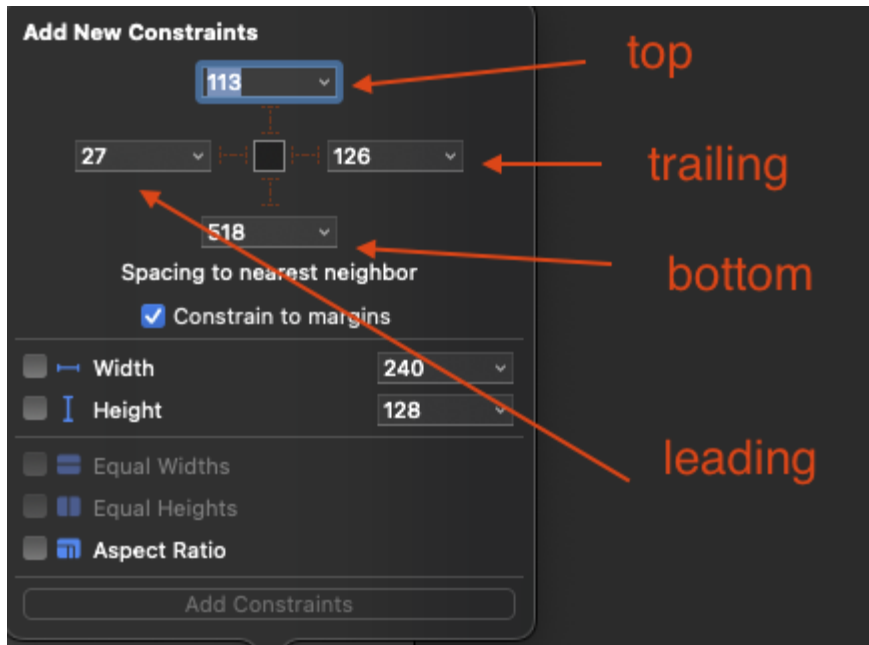 Add New Constraints
top
113
27
126
trailing
518
bottom
Spacing to nearest neighbor
Constrain to margins
Width
240
Height
128
leading
Equal Widths
Equal Heights
Aspect Ratio
Add Constraints